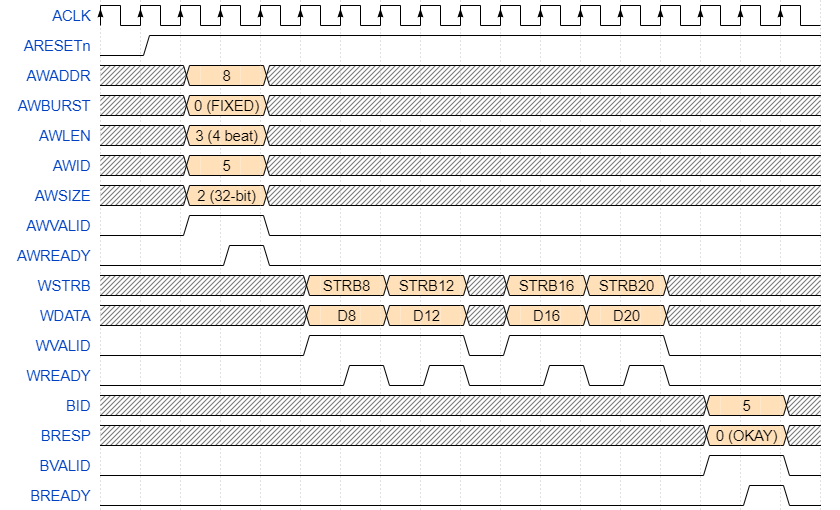 ACLK
ARESETn
AWADDR 8
AWBURST 0 (FIXED)
AWLEN 3 (4 beat)
AWID 5
AWSIZE 2 (32-bit)
AWVALID
AWREADY
WSTRB STRB8 STRB12 STRB16 STRB20
WDATA D8 D12 D16 D20
WVALID
WREADY
BID 5
BRESP 0 (OKAY)
BVALID
BREADY